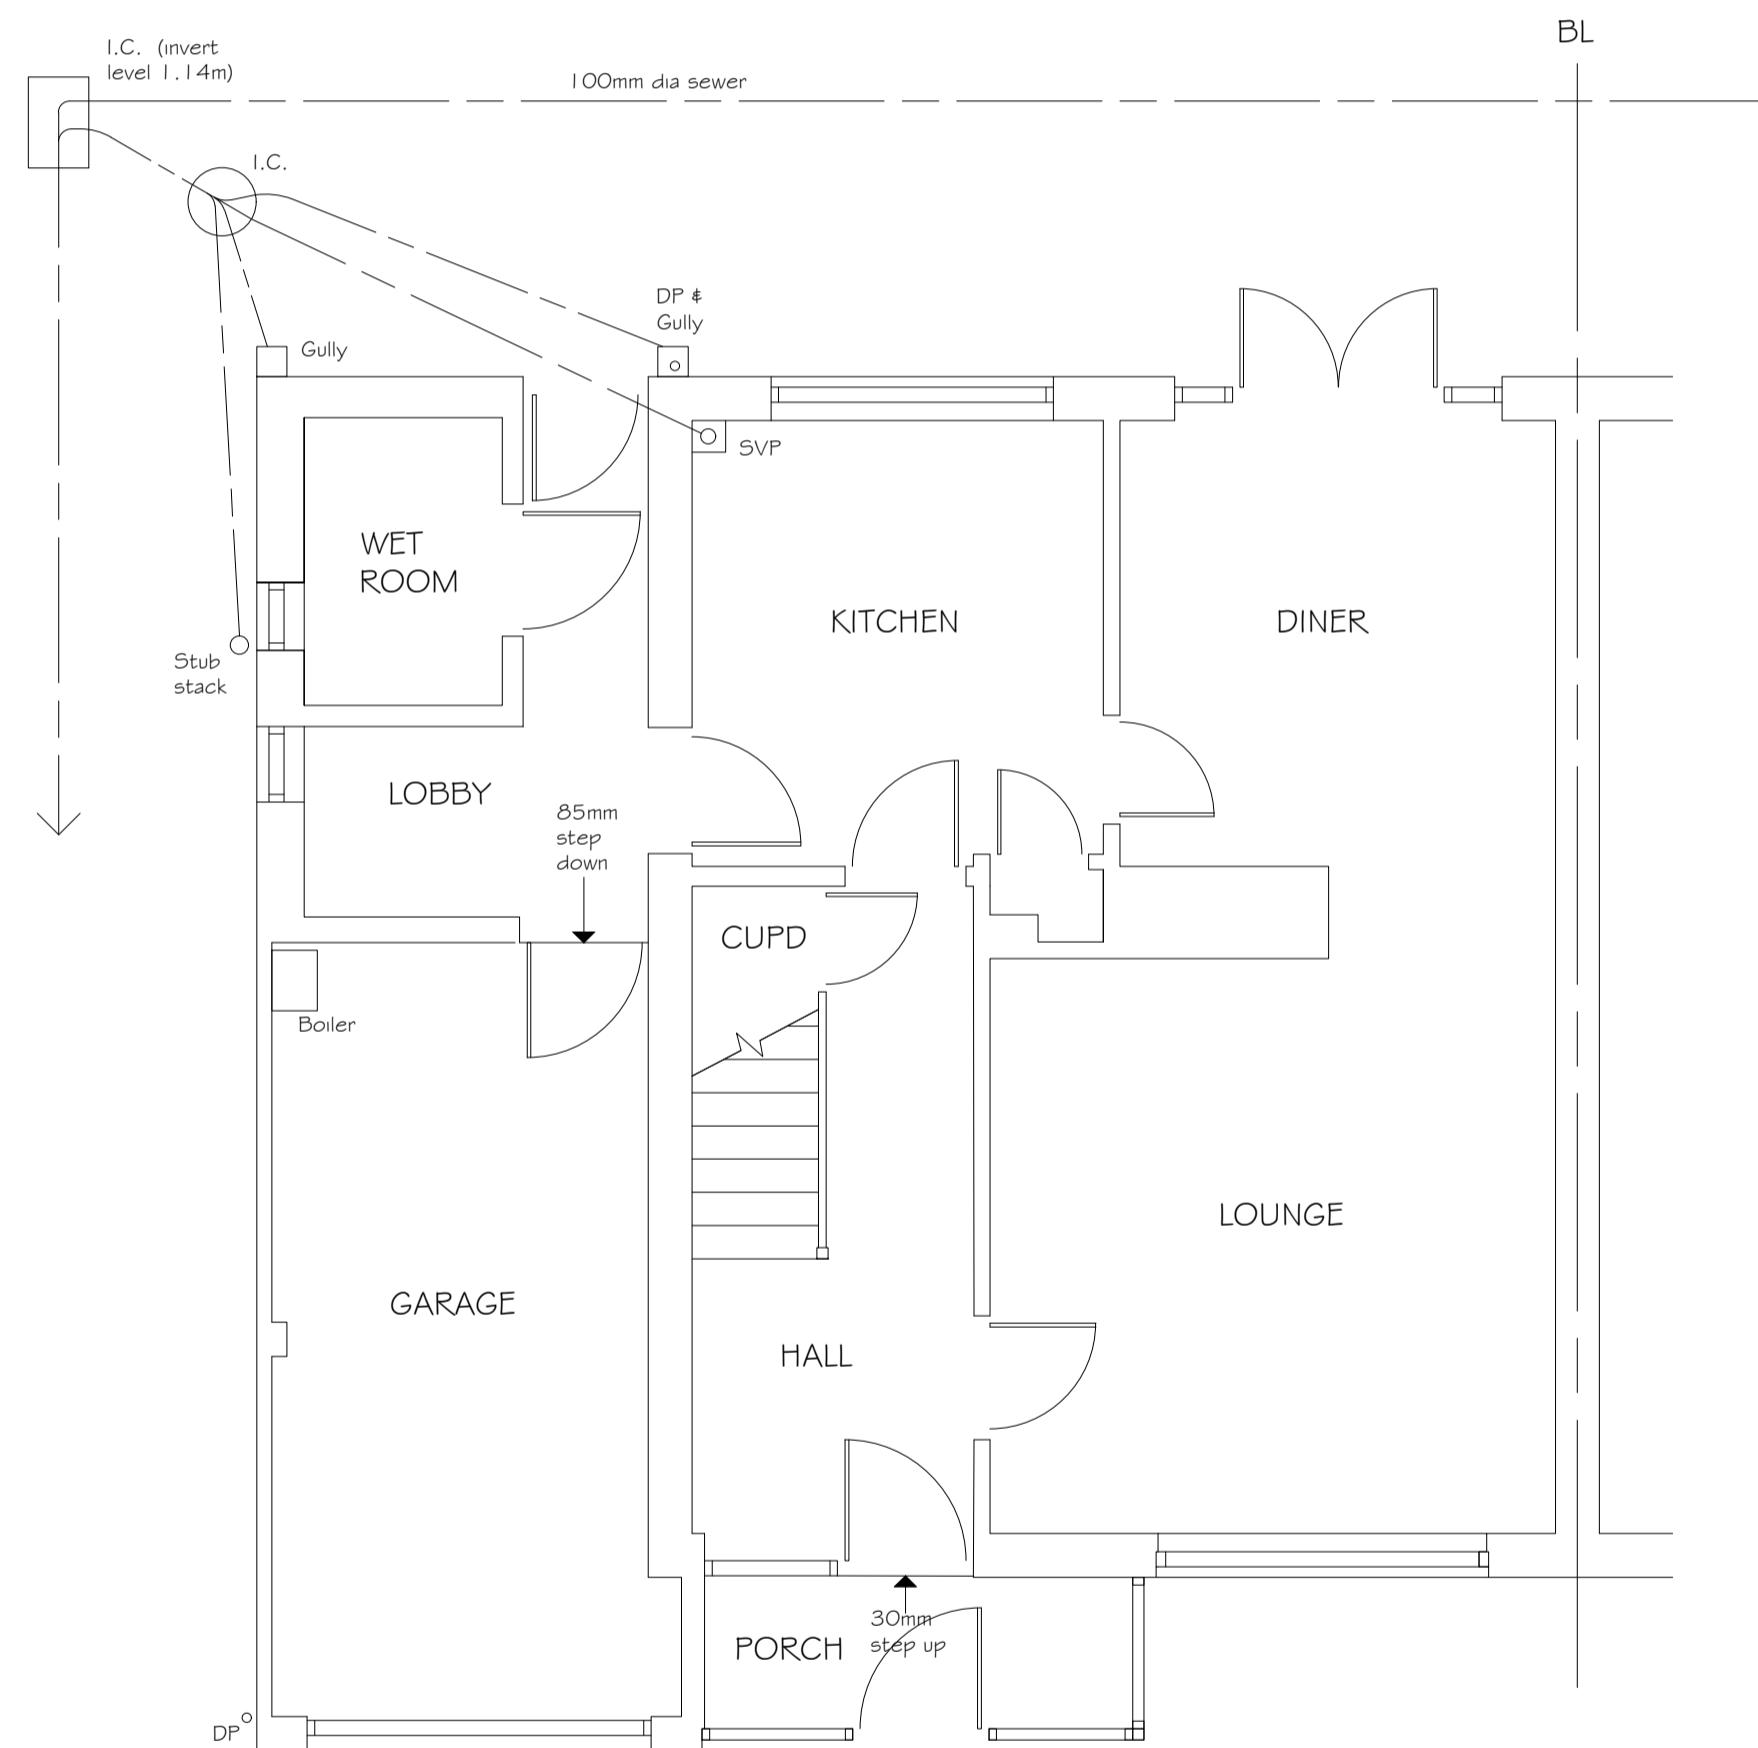 BL
I.C. (invert
level 1.14m)
100mm dia sewer
I.C.
DP &
Gully
Gully
SVP
WET
ROOM
KITCHEN
DINER
Stub
stack
LOBBY
85mm
step
down
CUPD
Boiler
LOUNGE
GARAGE
HALL
30mm
step up
PORCH
DP